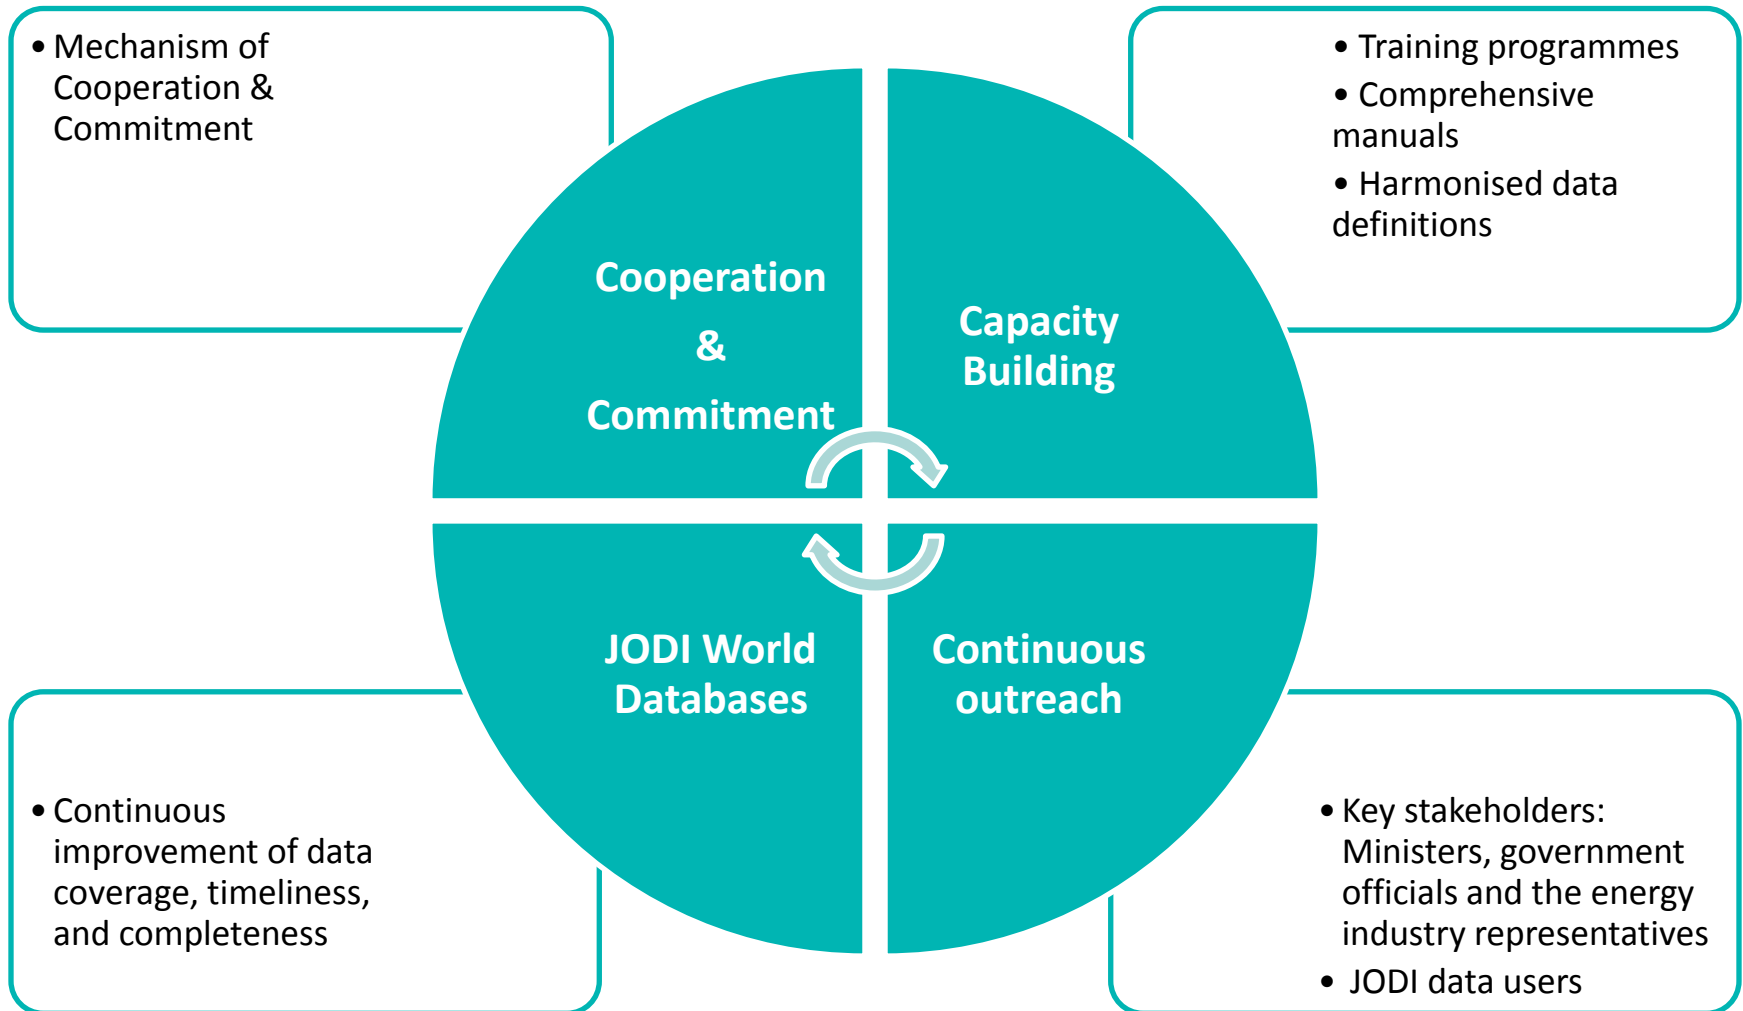 • Mechanism of
Cooperation &
Commitment
• Training programmes
• Comprehensive
manuals
• Harmonised data
definitions
Cooperation
&
Commitment
Capacity
Building
JODI World
Databases
Continuous
outreach
• Continuous
improvement of data
coverage, timeliness,
and completeness
• Key stakeholders:
Ministers, government
officials and the energy
industry representatives
• JODI data users